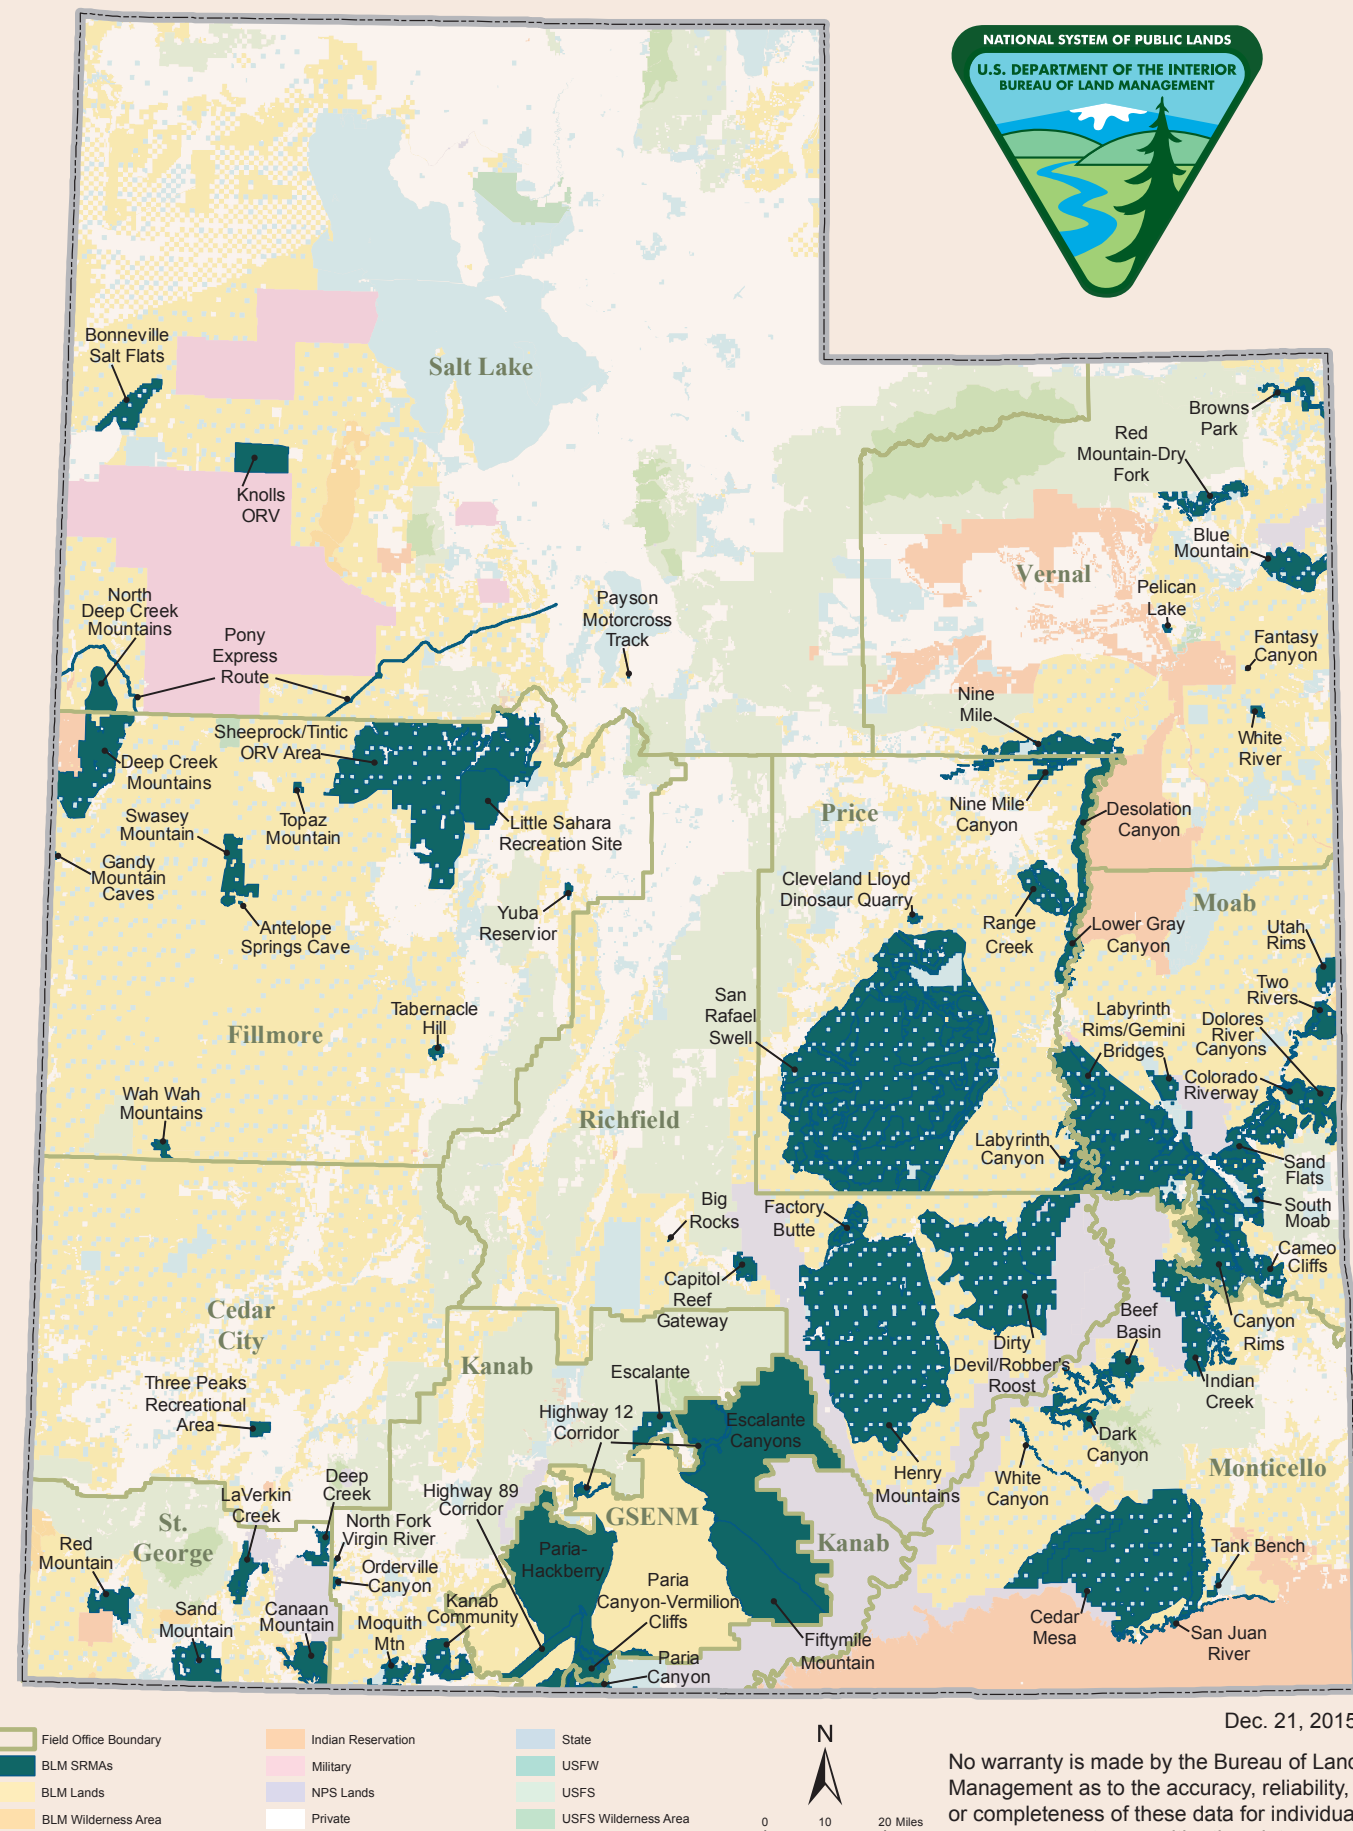 NATIONAL SYSTEM OF PUBLIC LANDS
U.S. DEPARTMENT OF THE INTERIOR
BUREAU OF LAND MANAGEMENT
Bonneville
Salt Flats
Salt Lake
Knolls
ORV
Browns
Park
Red
Mountain-Dry
Fork
Blue
Mountain
Vernal
Pelican
Lake
Fantasy
Canyon
White
River
North
Deep Creek
Mountains
Pony
Express
Route
Payson
Motorcross
Track
Nine
Mile
Sheeprock/Tintic
ORV Area
Deep Creek
Mountains
Swasey
Mountain
Topaz
Mountain
Little Sahara
Recreation Site
Price
Nine Mile
Canyon
Desolation
Canyon
Gandy
Mountain
Caves
Antelope
Springs Cave
Yuba
Reservior
Cleveland Lloyd
Dinosaur Quarry
Range
Creek
Lower Gray
Canyon
Moab
Utah
Rims
Two
Rivers
Dolores
River
Canyons
Labyrinth
Rims/Gemini
Bridges
Colorado
Riverway
San
Rafael
Swell
Tabernacle
Hill
Fillmore
Wah Wah
Mountains
Richfield
Labyrinth
Canyon
Sand
Flats
South
Moab
Cameo
Cliffs
Canyon
Rims
Big
Rocks
Factory
Butte
Capitol
Reef
Gateway
Cedar
City
Kanab
Dirty
Devil/Robber's
Roost
Beef
Basin
Indian
Creek
Three Peaks
Recreational
Area
Escalante
Highway 12
Corridor
Escalante
Canyons
Dark
Canyon
Henry
Mountains
White
Canyon
Monticello
Deep
Creek
LaVerkin
Creek
Highway 89
Corridor
GSENM
Kanab
St.
George
North Fork
Virgin River
Red
Mountain
Orderville
Canyon
Paria-
Hackberry
Paria
Canyon-Vermilion
Cliffs
Tank Bench
Sand
Mountain
Canaan
Mountain
Moquith
Mtn
Kanab
Community
Fiftymile
Mountain
Paria
Canyon
Cedar
Mesa
San Juan
River
Field Office Boundary
BLM SRMAs
BLM Lands
BLM Wilderness Area
Indian Reservation
Military
NPS Lands
Private
State
USFW
USFS
USFS Wilderness Area
N
0 10 20 Miles
Dec. 21, 2015
No warranty is made by the Bureau of Land
Management as to the accuracy, reliability,
or completeness of these data for individua